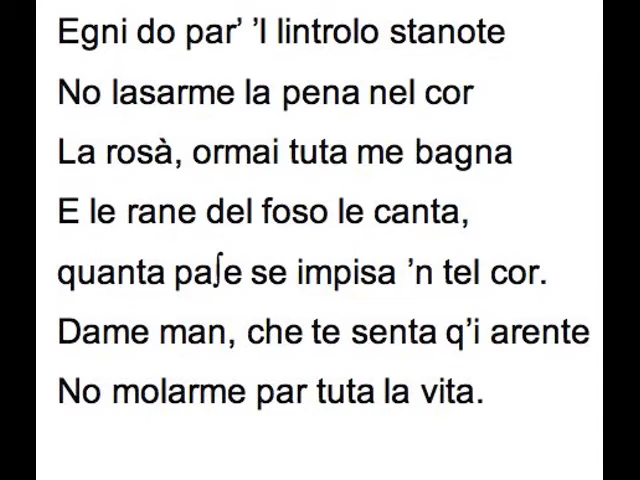 Egni do par’ ’l lintrolo stanote
No lasarme la pena nel cor
La rosà, ormai tuta me bagna
E le rane del foso le canta,
quanta pa∫e se impisa ’n tel cor.
Dame man, che te senta q’i arente
No molarme par tuta la vita.